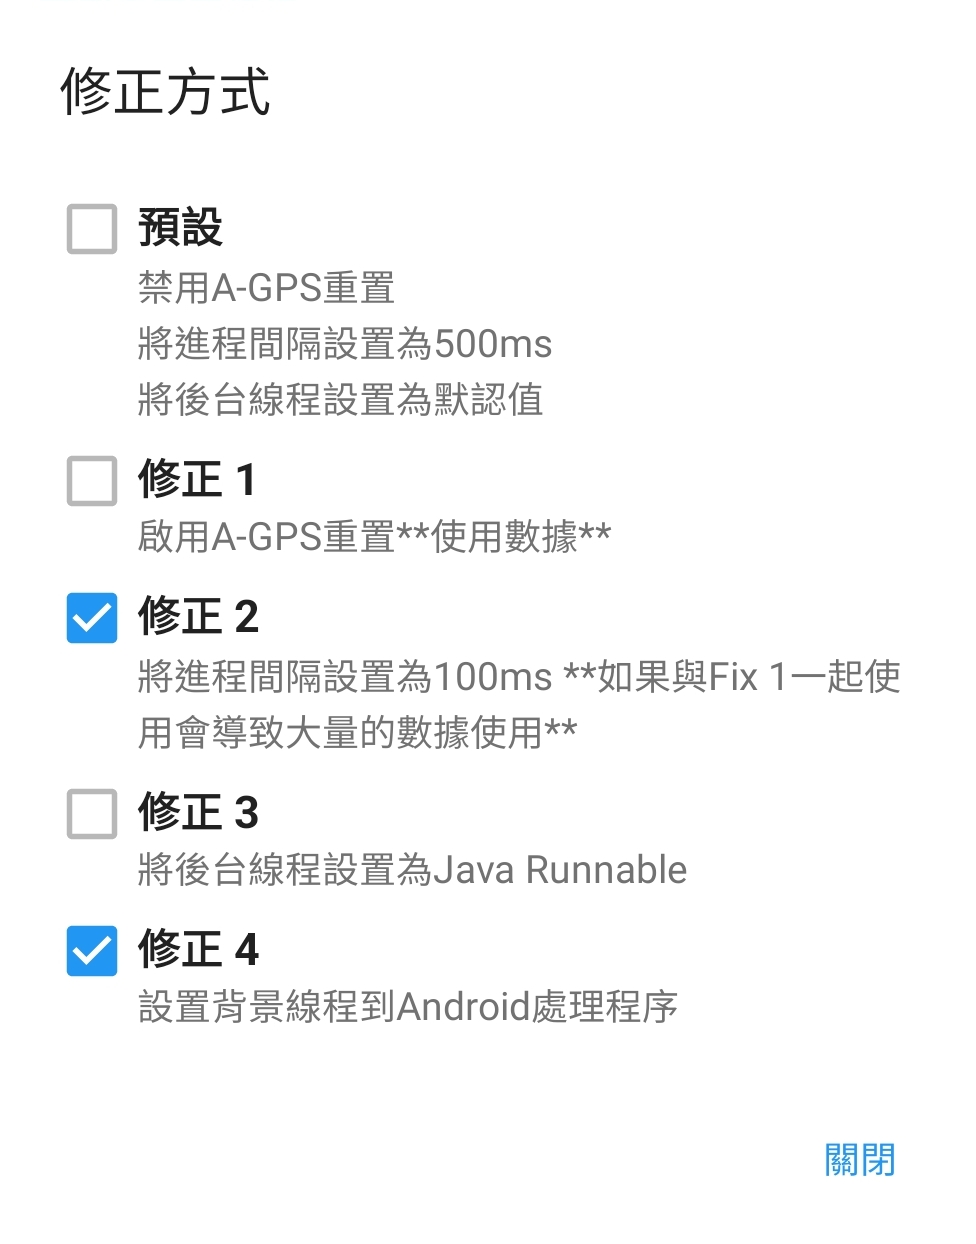 修正方式
預設
禁用A-GPS重置
將進程間隔設置為500ms
將後台線程設置為默認值
修正 1
啟用A-GPS重置**使用數據**
修正 2
將進程間隔設置為100ms **如果與Fix 1一起使
用會導致大量的數據使用**
修正 3
將後台線程設置為Java Runnable
修正 4
設置背景線程到Android處理程序
關閉